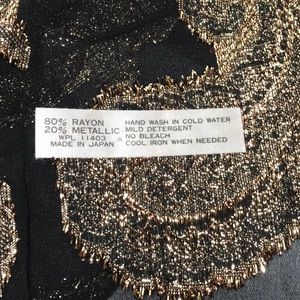 80% RAYON
20% METALLIC
WPL 11403 A
MADE IN JAPAN
HAND WASH IN COLD WATER
MILD DETERGENT
NO BLEACH
COOL IRON WHEN NEEDED